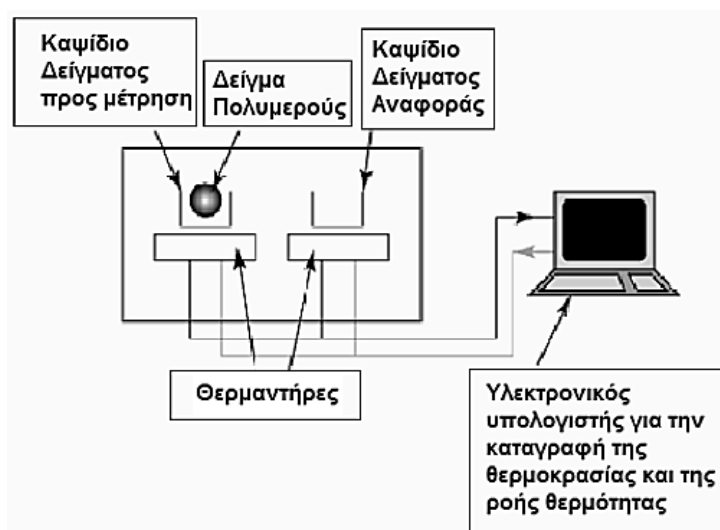 Καψίδιο
Δείγματος
προς μέτρηση
Δείγμα
Πολυμερούς
Καψίδιο
Δείγματος
Αναφοράς
Θερμαντήρες
Υλεκτρονικός
υπολογιστής για την
καταγραφή της
θερμοκρασίας και της
ροής θερμότητας